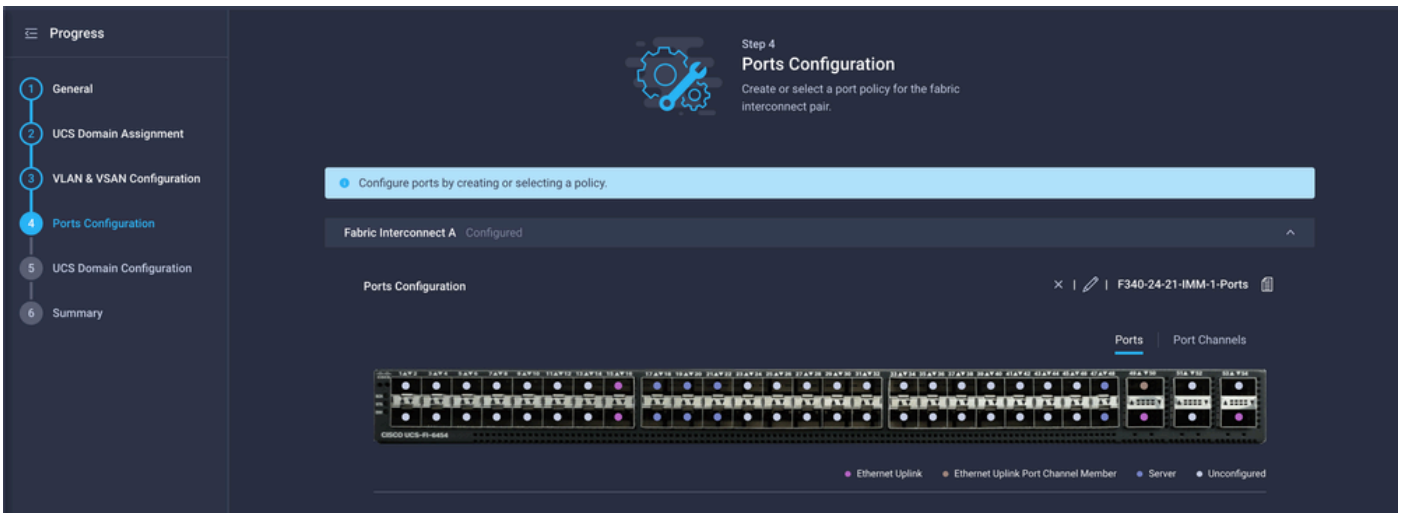 Progress
1 General
2 UCS Domain Assignment
3 VLAN & VSAN Configuration
4 Ports Configuration
5 UCS Domain Configuration
6 Summary
Step 4
Ports Configuration
Create or select a port policy for the fabric
interconnect pair.
Configure ports by creating or selecting a policy.
Fabric Interconnect A Configured
Ports Configuration
F340-24-21-IMM-1-Ports
Ports Port Channels
CISCO UCS-FI-6454
Ethernet Uplink Ethernet Uplink Port Channel Member Server Unconfigured